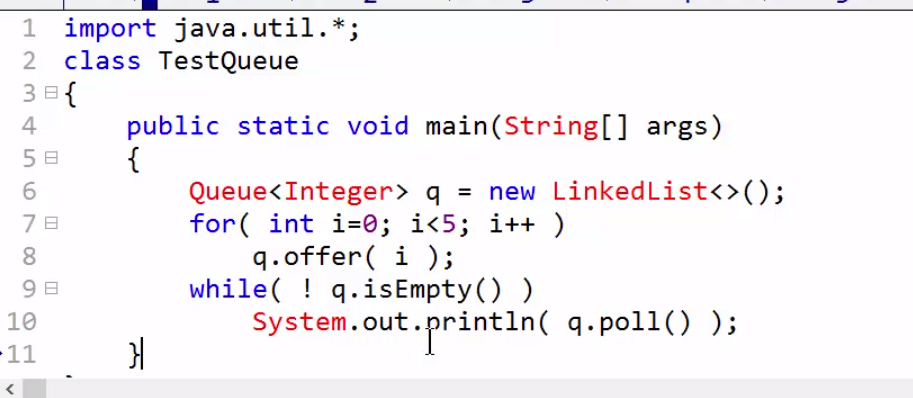 1 import java.util.*;
2 class TestQueue
3 {
4 public static void main(String[] args)
5 {
6 Queue<Integer> q = new LinkedList<>();
7 for( int i=0; i<5; i++ )
8 q.offer( i );
9 while( ! q.isEmpty() )
10 System.out.println( q.poll() );
11 }